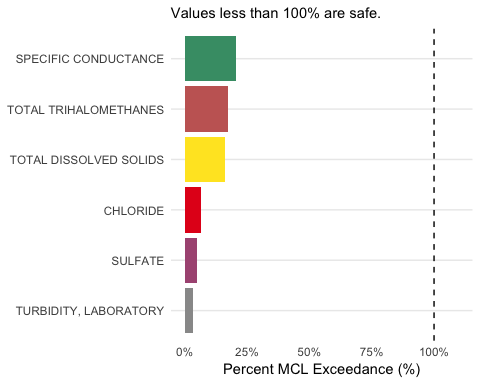 Values less than 100% are safe.
SPECIFIC CONDUCTANCE
TOTAL TRIHALOMETHANES
TOTAL DISSOLVED SOLIDS
CHLORIDE
SULFATE
TURBIDITY, LABORATORY
0% 25% 50% 75% 100%
Percent MCL Exceedance (%)